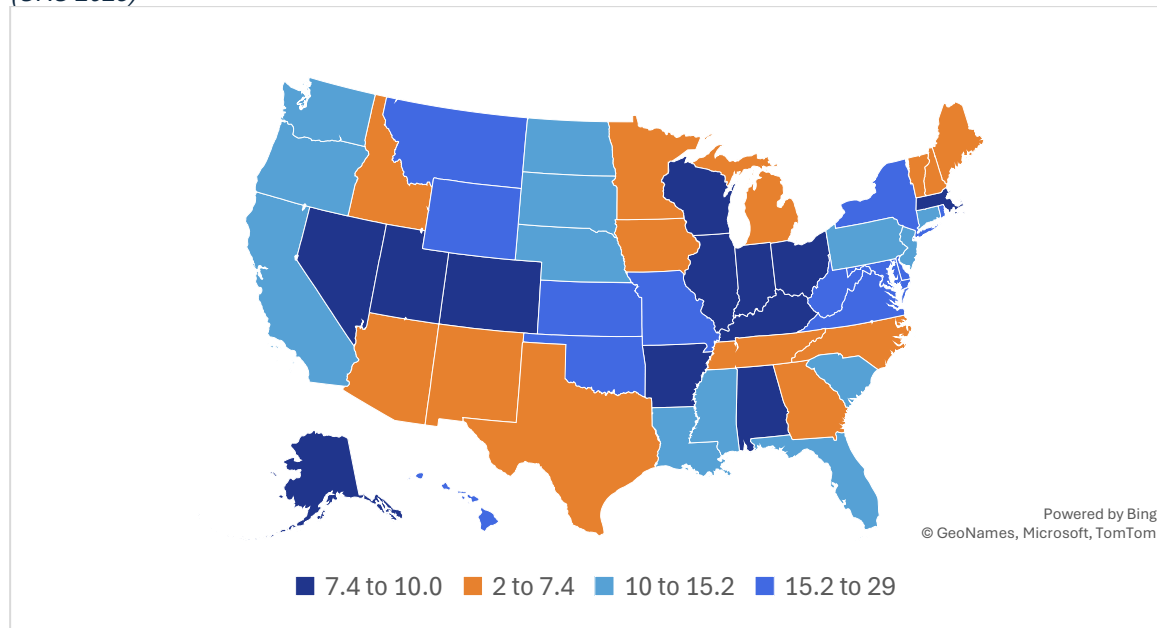 Powered by Bing
© GeoNames, Microsoft, TomTom
7.4 to 10.0 2 to 7.4 10 to 15.2 15.2 to 29